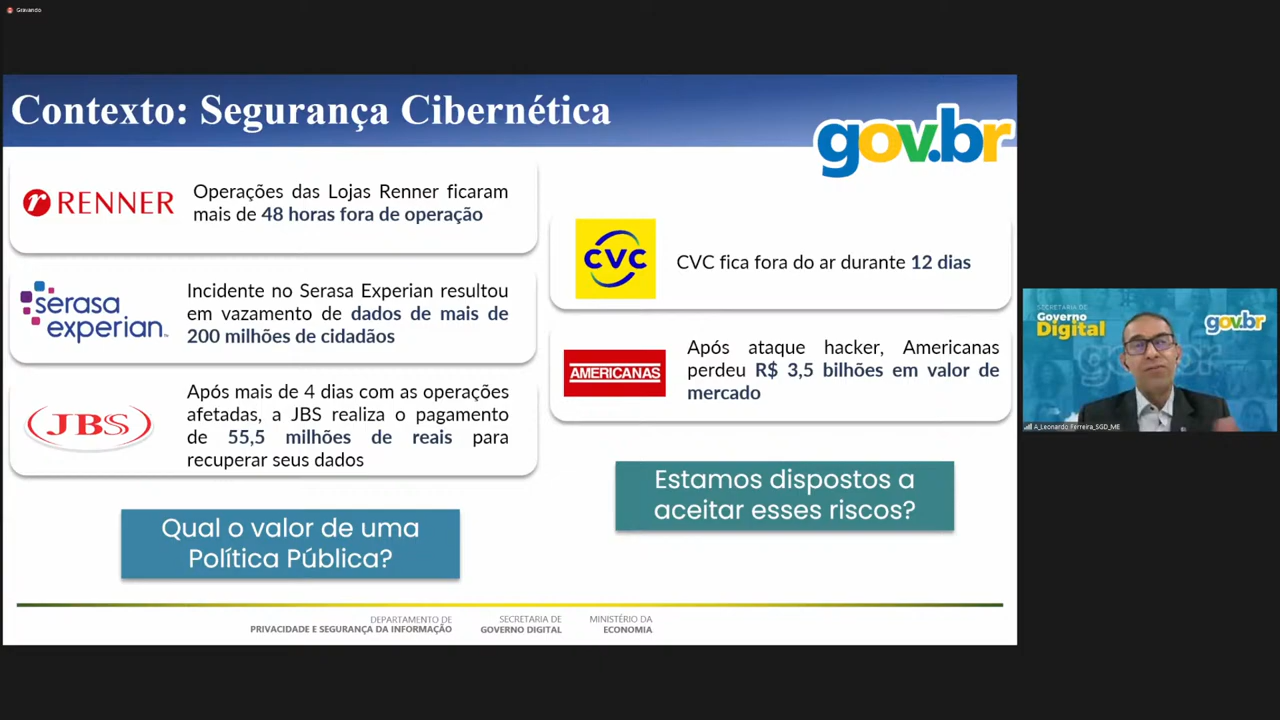 Gravando
Contexto: Segurança Cibernética
gov.br
RENNER
Operações das Lojas Renner ficaram
mais de 48 horas fora de operação
serasa
experian
Incidente no Serasa Experian resultou
em vazamento de dados de mais de
200 milhões de cidadãos
JBS
Após mais de 4 dias com as operações
afetadas, a JBS realiza o pagamento
de 55,5 milhões de reais para
recuperar seus dados
Qual o valor de uma
Política Pública?
CVC
CVC fica fora do ar durante 12 dias
AMERICANAS
Após ataque hacker, Americanas
perdeu R$ 3,5 bilhões em valor de
mercado
Estamos dispostos a
aceitar esses riscos?
DEPARTAMENTO DE
PRIVACIDADE E SEGURANÇA DA INFORMAÇÃO
SECRETARIA DE
GOVERNO DIGITAL
MINISTÉRIO DA
ECONOMIA
SECRETARIA DE
Governo
Digital
gov.br
A_Leonardo Ferreira_SGD_ME